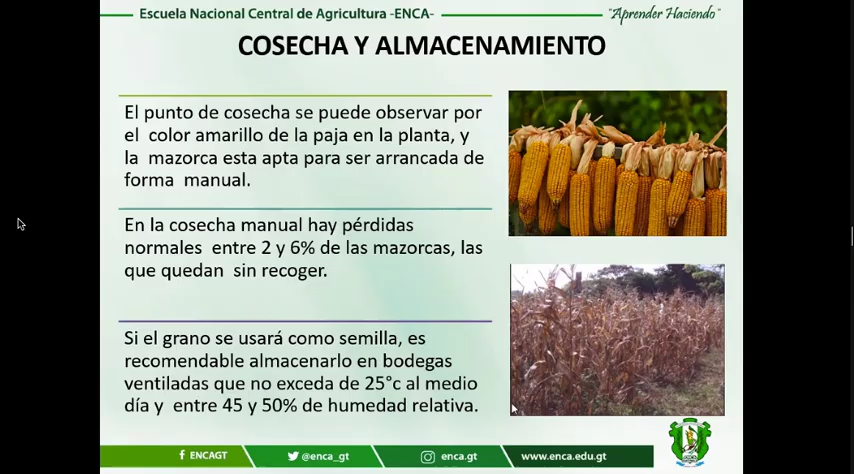 Escuela Nacional Central de Agricultura -ENCA-
"Aprender Haciendo"
COSECHA Y ALMACENAMIENTO
El punto de cosecha se puede observar por
el color amarillo de la paja en la planta, y
la mazorca esta apta para ser arrancada de
forma manual.
En la cosecha manual hay pérdidas
normales entre 2 y 6% de las mazorcas, las
que quedan sin recoger.
Si el grano se usará como semilla, es
recomendable almacenarlo en bodegas
ventiladas que no exceda de 25°c al medio
día y entre 45 y 50% de humedad relativa.
ENCAGT
@enca_gt
enca.gt
www.enca.edu.gt